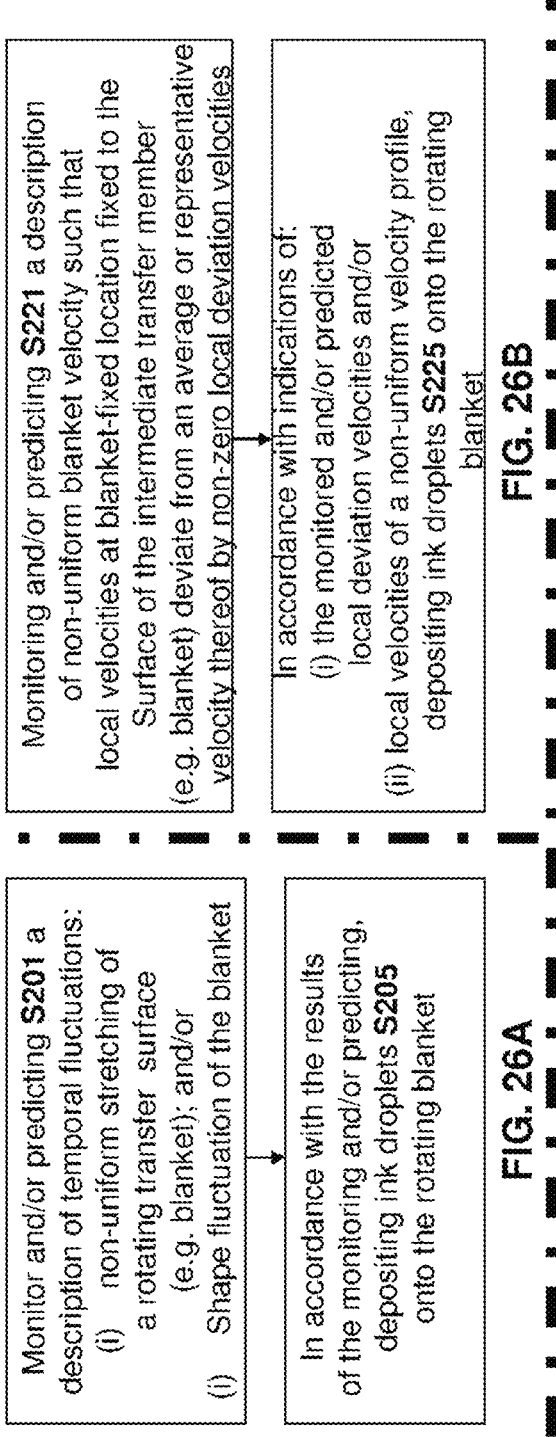 Monitor and/or predicting S201 a
description of temporal fluctuations:
(i) non-uniform stretching of
a rotating transfer surface
(e.g. blanket); and/or
(i) Shape fluctuation of the blanket
In accordance with the results
of the monitoring and/or predicting,
depositing ink droplets S205
onto the rotating blanket
FIG. 26A
Monitoring and/or predicting S221 a description
of non-uniform blanket velocity such that
local velocities at blanket-fixed location fixed to the
Surface of the intermediate transfer member
(e.g. blanket) deviate from an average or representative
velocity thereof by non-zero local deviation velocities
In accordance with indications of:
(i) the monitored and/or predicted
local deviation velocities and/or
(ii) local velocities of a non-uniform velocity profile,
depositing ink droplets S225 onto the rotating
blanket
FIG. 26B